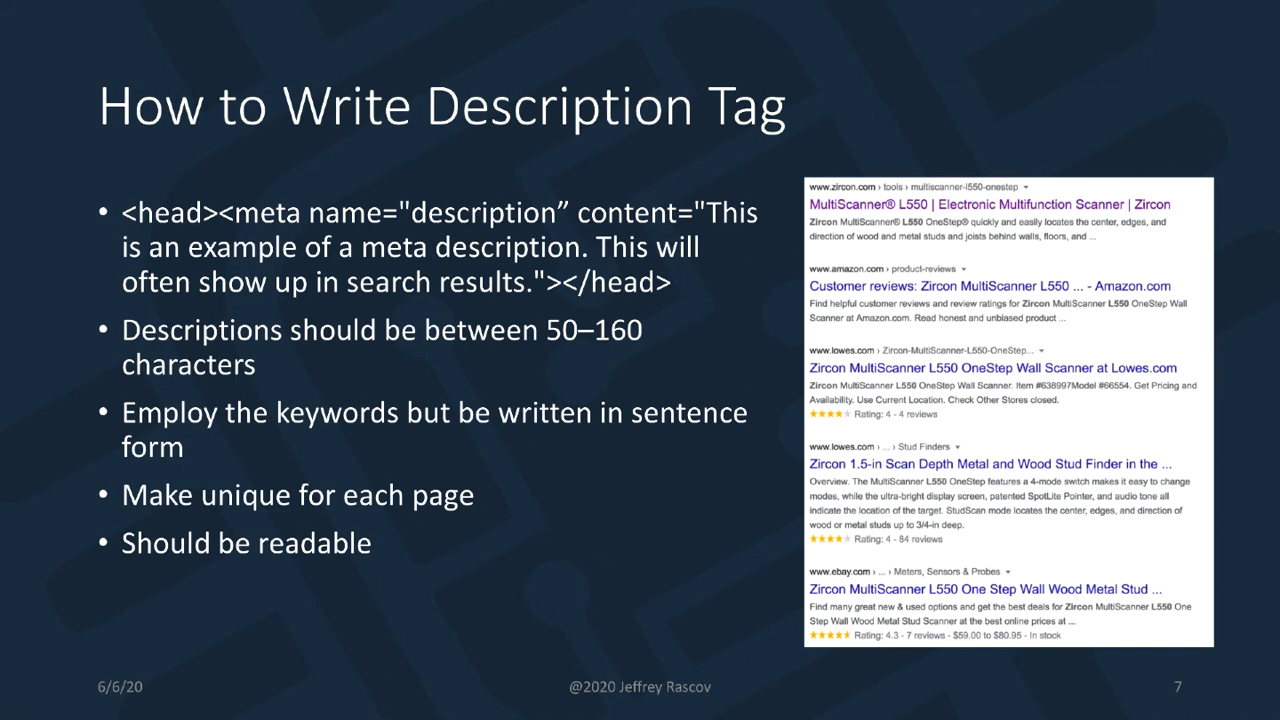 How to Write Description Tag
• <head><meta name="description” content="This
is an example of a meta description. This will
often show up in search results."></head>
• Descriptions should be between 50–160
characters
• Employ the keywords but be written in sentence
form
• Make unique for each page
• Should be readable
www.zircon.com › tools › multiscanner-l550-onestep
MultiScanner® L550 | Electronic Multifunction Scanner | Zircon
Zircon MultiScanner® L550 OneStep® quickly and easily locates the center, edges, and
direction of wood and metal studs and joists behind walls, floors, and ...
www.amazon.com › product-reviews
Customer reviews: Zircon MultiScanner L550 ... - Amazon.com
Find helpful customer reviews and review ratings for Zircon MultiScanner L550 OneStep Wall
Scanner at Amazon.com. Read honest and unbiased product ...
www.lowes.com › Zircon-MultiScanner-L550-OneStep...
Zircon MultiScanner L550 OneStep Wall Scanner at Lowes.com
Zircon MultiScanner L550 OneStep Wall Scanner. Item #638997Model #66554. Get Pricing and
Availability. Use Current Location. Check Other Stores closed.
★★★★★ Rating: 4 - 4 reviews
www.lowes.com › ... › Stud Finders
Zircon 1.5-in Scan Depth Metal and Wood Stud Finder in the ...
Overview. The MultiScanner L550 OneStep features a 4-mode switch makes it easy to change
modes, while the ultra-bright display screen, patented SpotLite Pointer, and audio tone all
indicate the location of the target. StudScan mode locates the center, edges, and direction of
wood or metal studs up to 3/4-in deep.
★★★★★ Rating: 4 - 84 reviews
www.ebay.com › ... › Meters, Sensors & Probes
Zircon MultiScanner L550 One Step Wall Wood Metal Stud ...
Find many great new & used options and get the best deals for Zircon MultiScanner L550 One
Step Wall Wood Metal Stud Scanner at the best online prices at ...
★★★★★ Rating: 4.3 - 7 reviews - $59.00 to $80.95 - In stock
6/6/20
@2020 Jeffrey Rascov
7